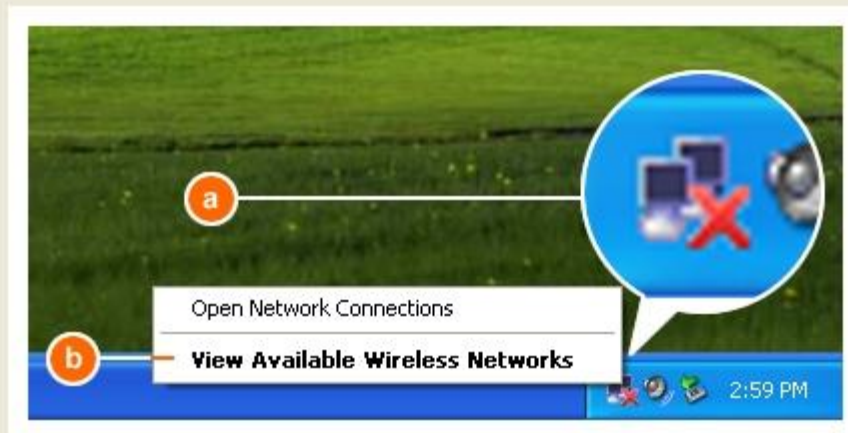 a
Open Network Connections
b
View Available Wireless Networks
2:59 PM